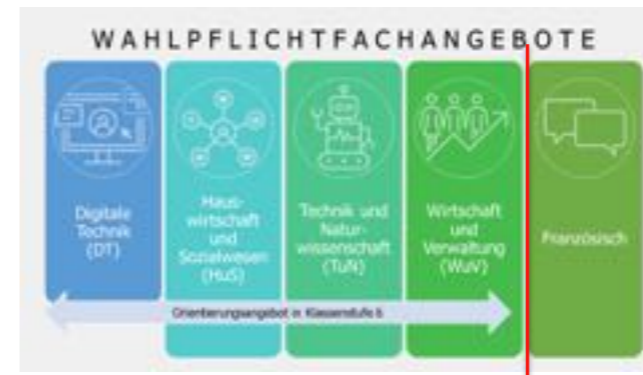 WAHLPFLICHTFACHANGEBOTE
Digitale
Technik
(DT)
Haus-
wirtschaft
und
Sozialwesen
(HuS)
Technik und
Natur-
wissenschaft
(TuN)
Wirtschaft
und
Verwaltung
(WuV)
Französisch
Orientierungsangebot in Klassenstufe 6